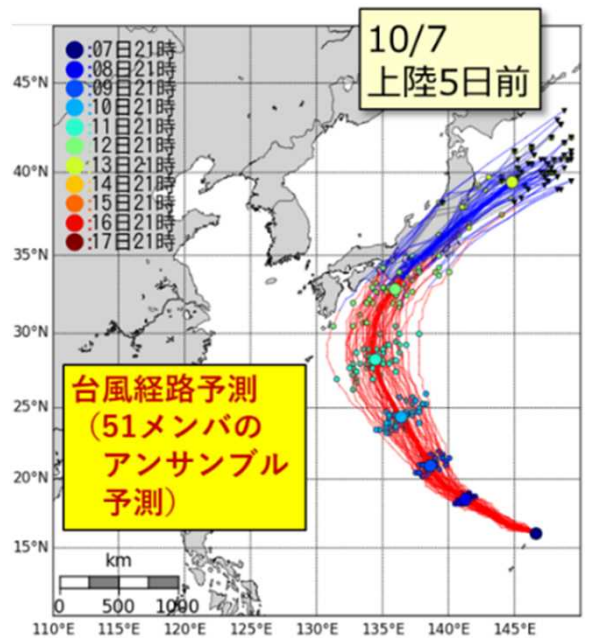 10/7
上陸5日前
:07日21時
:08日21時
:09日21時
:10日21時
:11日21時
:12日21時
:13日21時
:14日21時
:15日21時
:16日21時
:17日21時
45°N
40°N
35°N
30°N
25°N
20°N
15°N
台風経路予測
（51メンバの
アンサンブル
予測）
km
0 500 1000
110°E 115°E 120°E 125°E 130°E 135°E 140°E 145°E